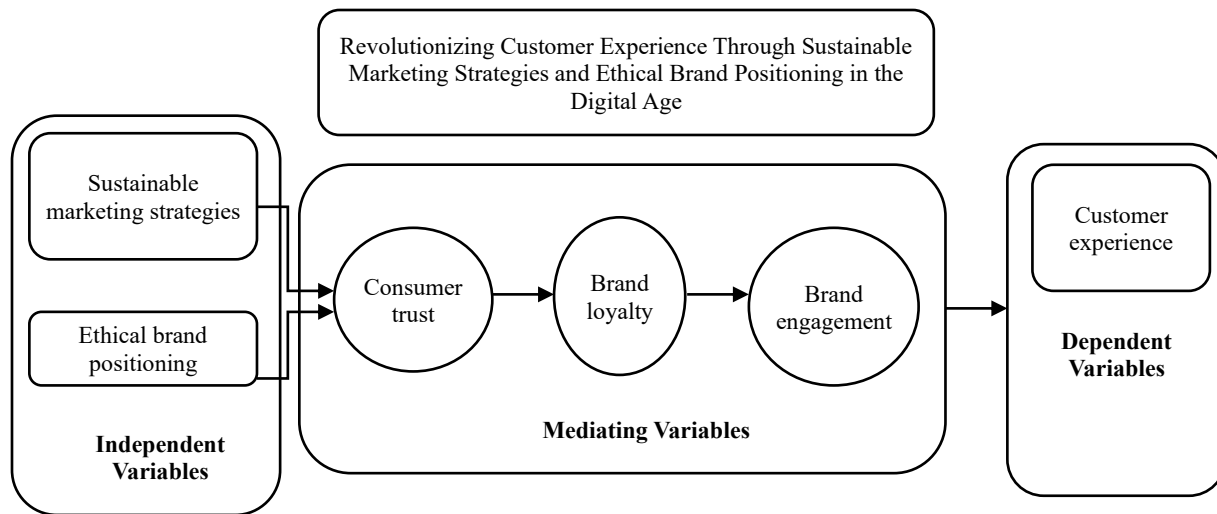 Revolutionizing Customer Experience Through Sustainable
Marketing Strategies and Ethical Brand Positioning in the
Digital Age
Sustainable
marketing strategies
Ethical brand
positioning
Independent
Variables
Consumer
trust
Brand
loyalty
Brand
engagement
Mediating Variables
Customer
experience
Dependent
Variables